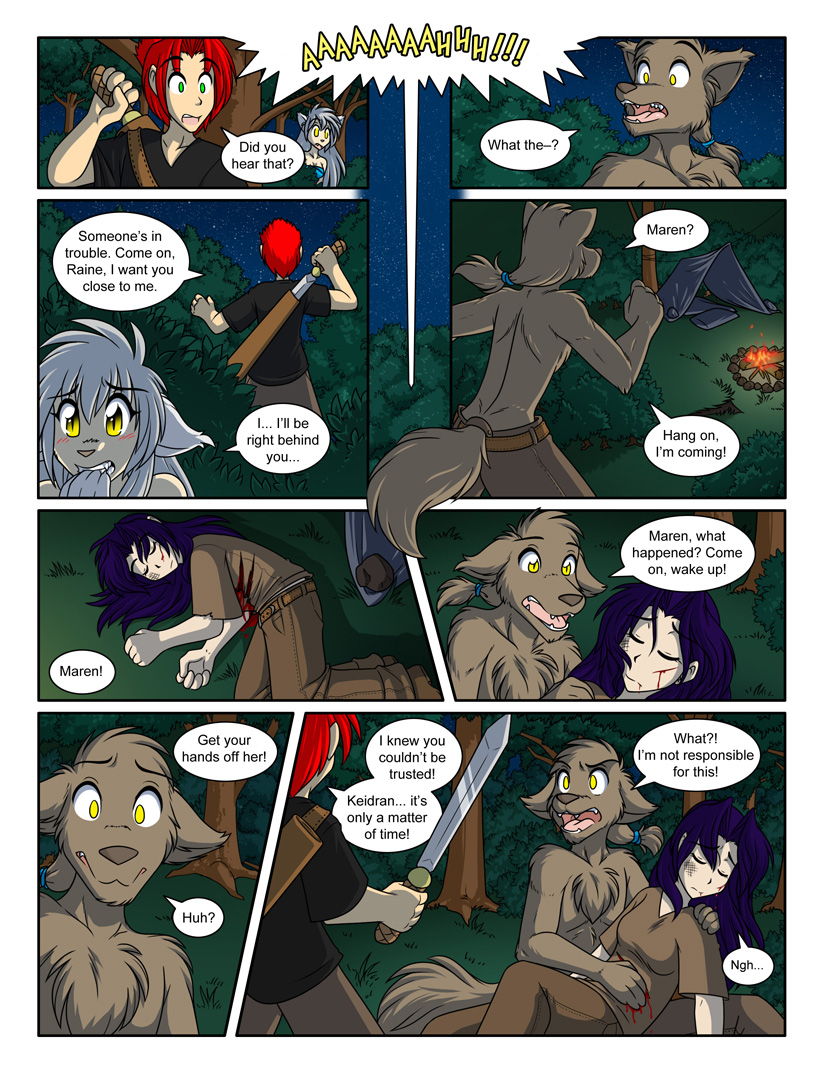 AAAAAAAAHHH!!!
Did you
hear that?
What the–?
Someone's in
trouble. Come on,
Raine, I want you
close to me.
I... I'll be
right behind
you...
Maren?
Hang on,
I'm coming!
Maren!
Maren, what
happened? Come
on, wake up!
Get your
hands off her!
Huh?
I knew you
couldn't be
trusted!
Keidran... it's
only a matter
of time!
What?!
I'm not responsible
for this!
Ngh...